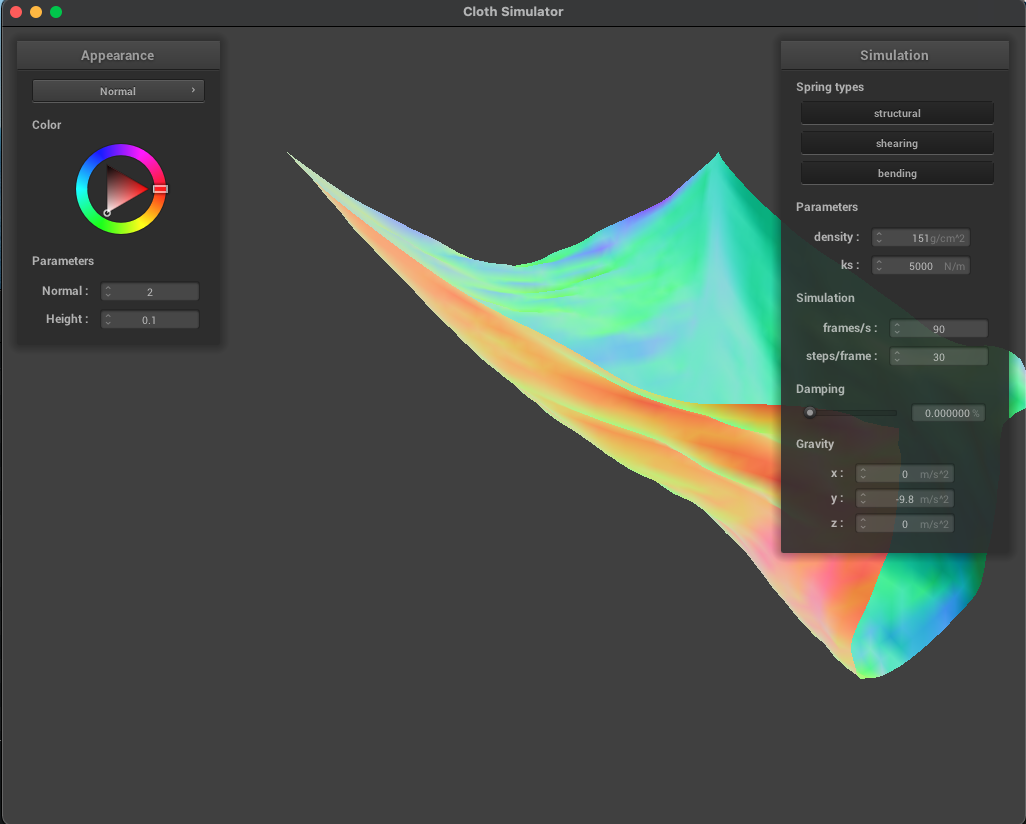 Cloth Simulator
Appearance
Normal ›
Color
Parameters
Normal : 2
Height : 0.1
Simulation
Spring types
structural
shearing
bending
Parameters
density : 151 g/cm^2
ks : 5000 N/m
Simulation
frames/s : 90
steps/frame : 30
Damping
0.000000 %
Gravity
x : 0 m/s^2
y : -9.8 m/s^2
z : 0 m/s^2